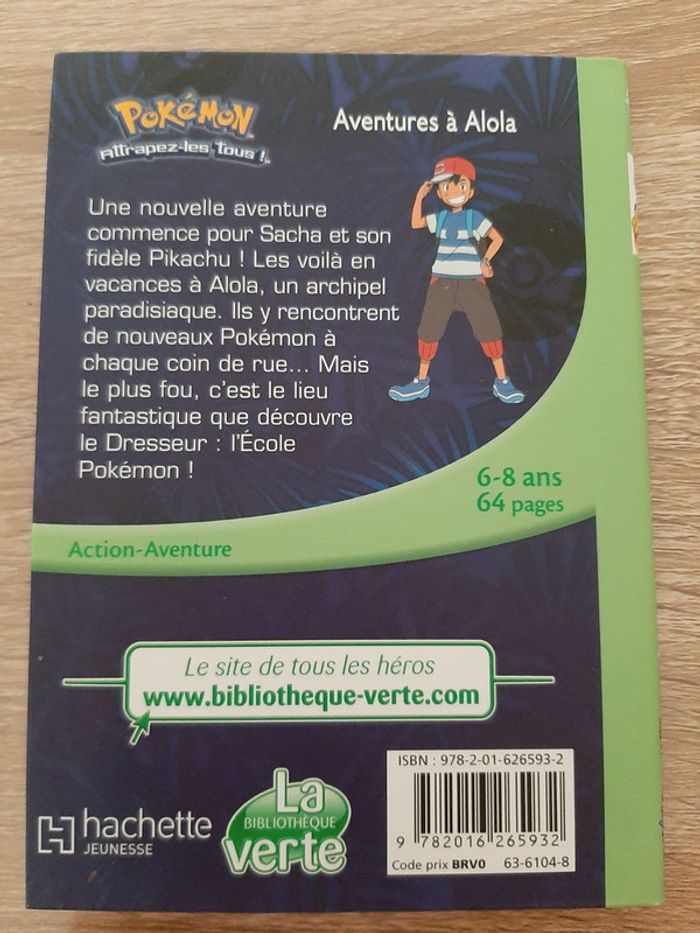 POKéMON
Attrapez-les tous !
Aventures à Alola
Une nouvelle aventure
commence pour Sacha et son
fidèle Pikachu ! Les voilà en
vacances à Alola, un archipel
paradisiaque. Ils y rencontrent
de nouveaux Pokémon à
chaque coin de rue... Mais
le plus fou, c'est le lieu
fantastique que découvre
le Dresseur : l'École
Pokémon !
6-8 ans
64 pages
Action-Aventure
Le site de tous les héros
www.bibliotheque-verte.com
ISBN : 978-2-01-626593-2
9 782016 265932
Code prix BRV0 63-6104-8
hachette
JEUNESSE
La
BIBLIOTHÈQUE
verte